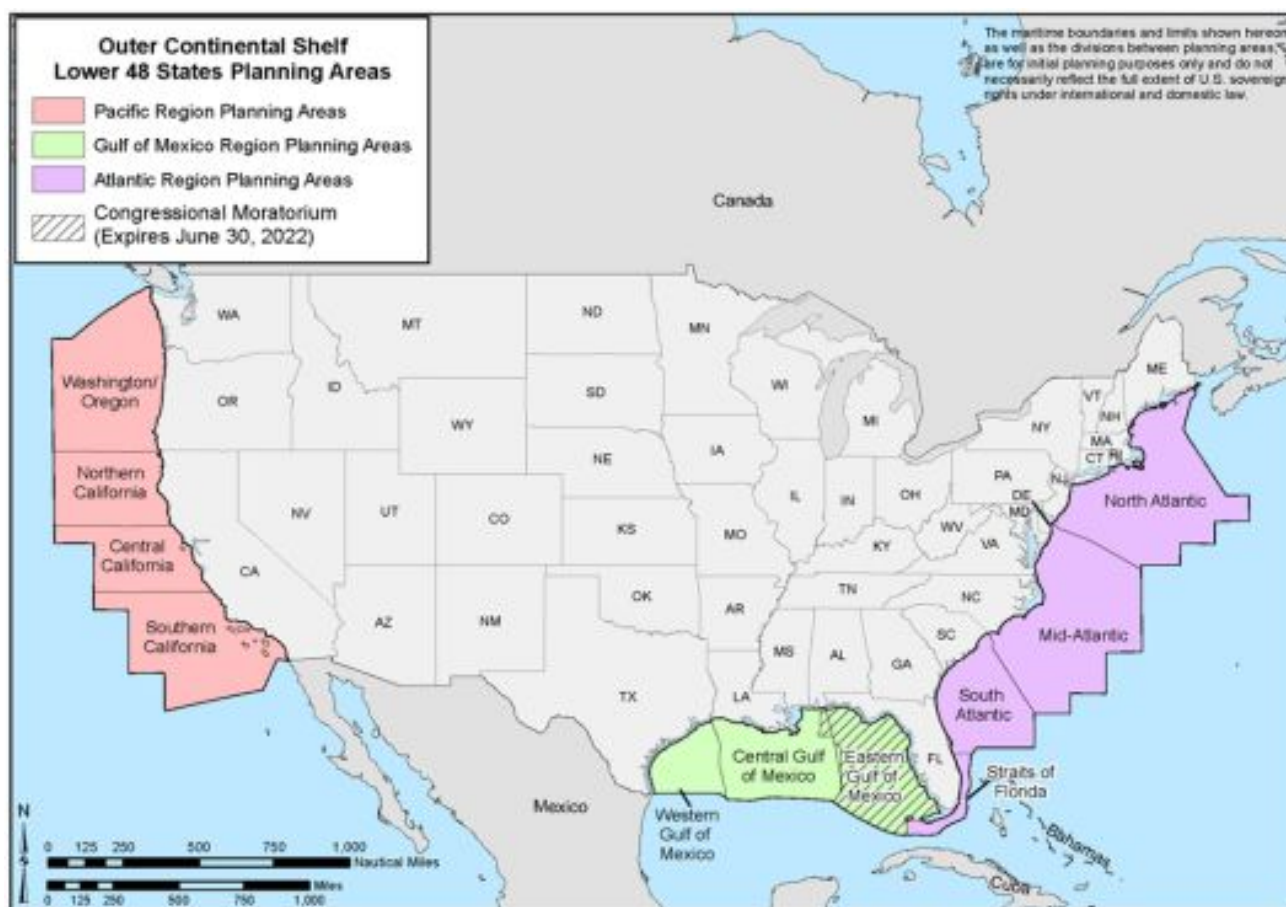 Outer Continental Shelf
Lower 48 States Planning Areas
Pacific Region Planning Areas
Gulf of Mexico Region Planning Areas
Atlantic Region Planning Areas
Congressional Moratorium
(Expires June 30, 2022)
The maritime boundaries and limits shown hereon
as well as the divisions between planning areas,
are for initial planning purposes only and do not
necessarily reflect the full extent of U.S. sovereign
rights under international and domestic law.
Canada
WA
MT
ND
MN
ME
Washington/
Oregon
OR
ID
SD
WI
MI
VT
NH
NY
MA
RI
CT
WY
IA
NE
PA
NJ
Northern
California
NV
UT
CO
KS
MO
IL
IN
OH
DE
MD
WV
VA
KY
North Atlantic
Central
California
CA
AZ
NM
OK
AR
TN
NC
Southern
California
SC
Mid-Atlantic
TX
LA
MS
AL
GA
South
Atlantic
FL
Central Gulf
of Mexico
Eastern
Gulf of
Mexico
Straits of
Florida
Mexico
Western
Gulf of
Mexico
Bahamas
Cuba
N
0 125 250 500 750 1,000
Nautical Miles
Miles
0 125 250 500 750 1,000